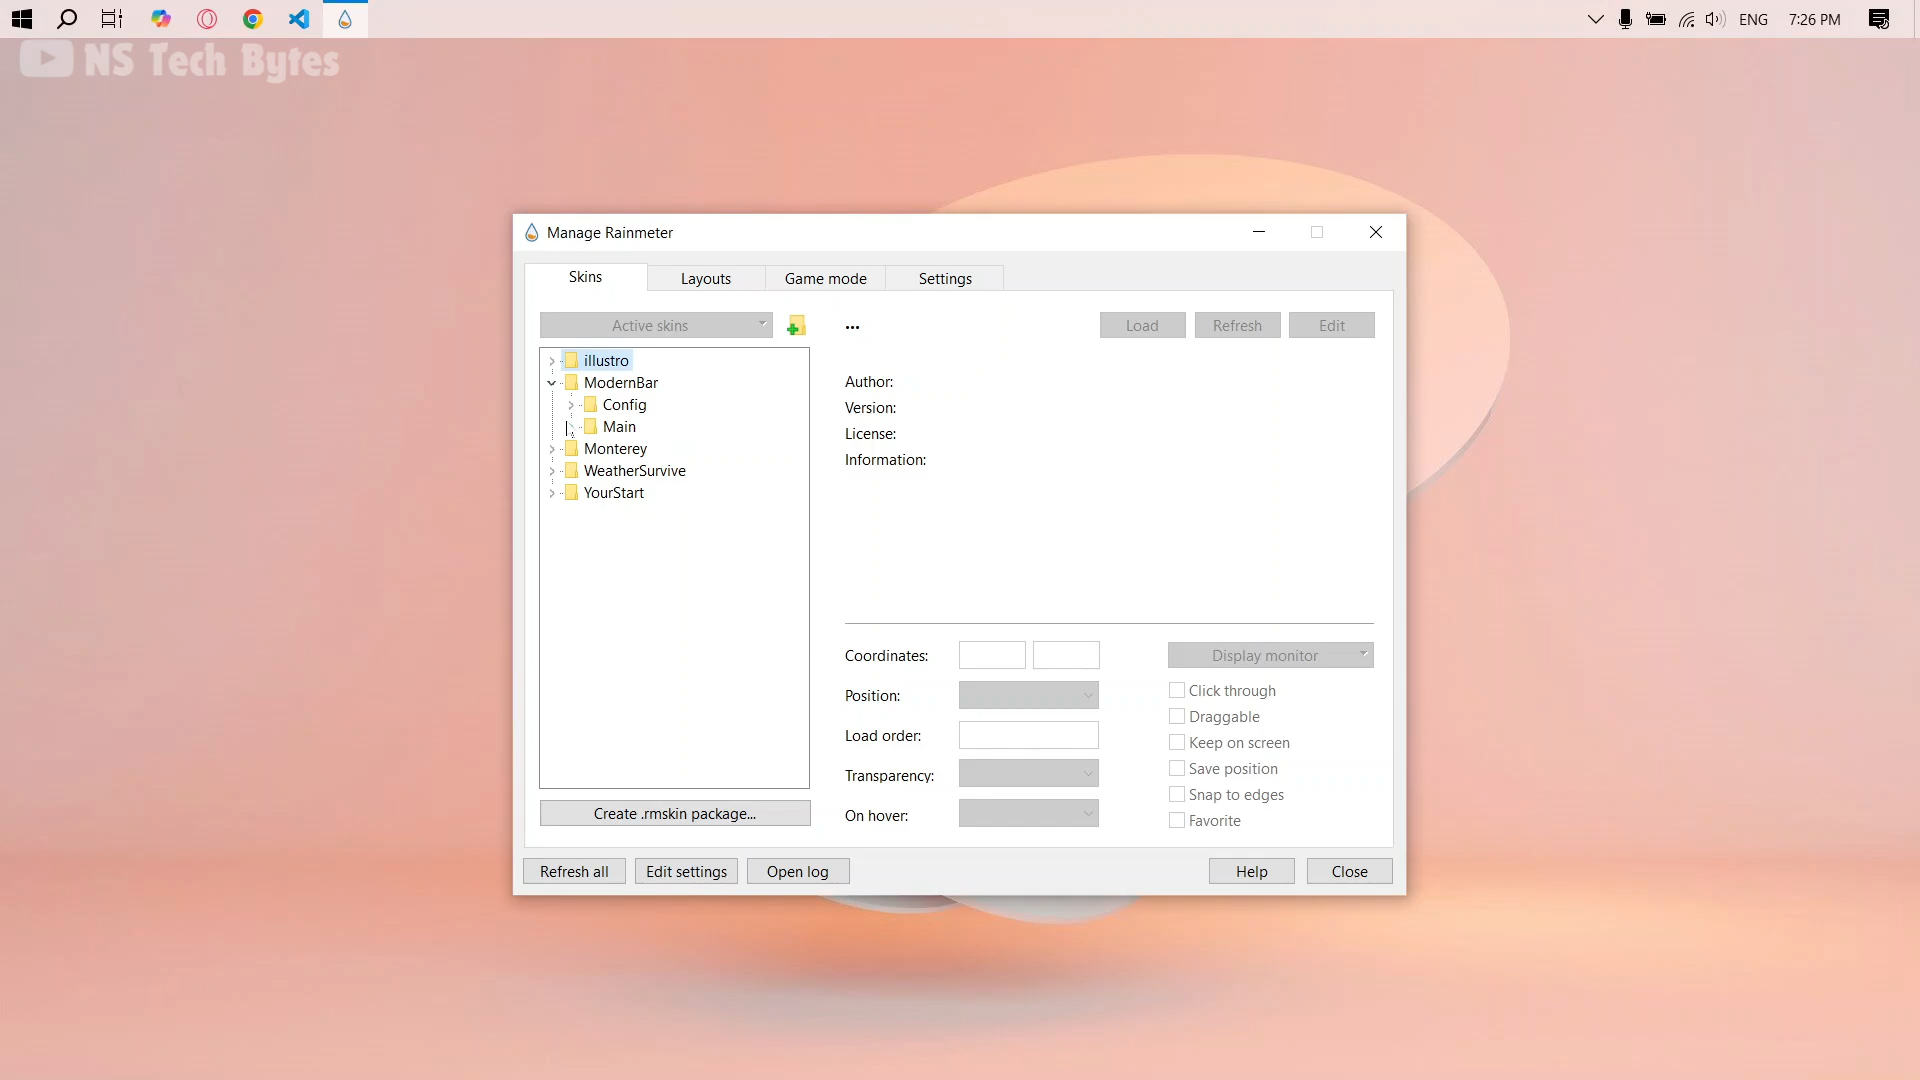 ENG 7:26 PM
NS Tech Bytes
Manage Rainmeter
Skins Layouts Game mode Settings
Active skins ... Load Refresh Edit
illustro
ModernBar
Config
Main
Monterey
WeatherSurvive
YourStart
Author:
Version:
License:
Information:
Coordinates: Display monitor
Position: Click through
Draggable
Load order: Keep on screen
Transparency: Save position
Snap to edges
Create .rmskin package... On hover: Favorite
Refresh all Edit settings Open log Help Close